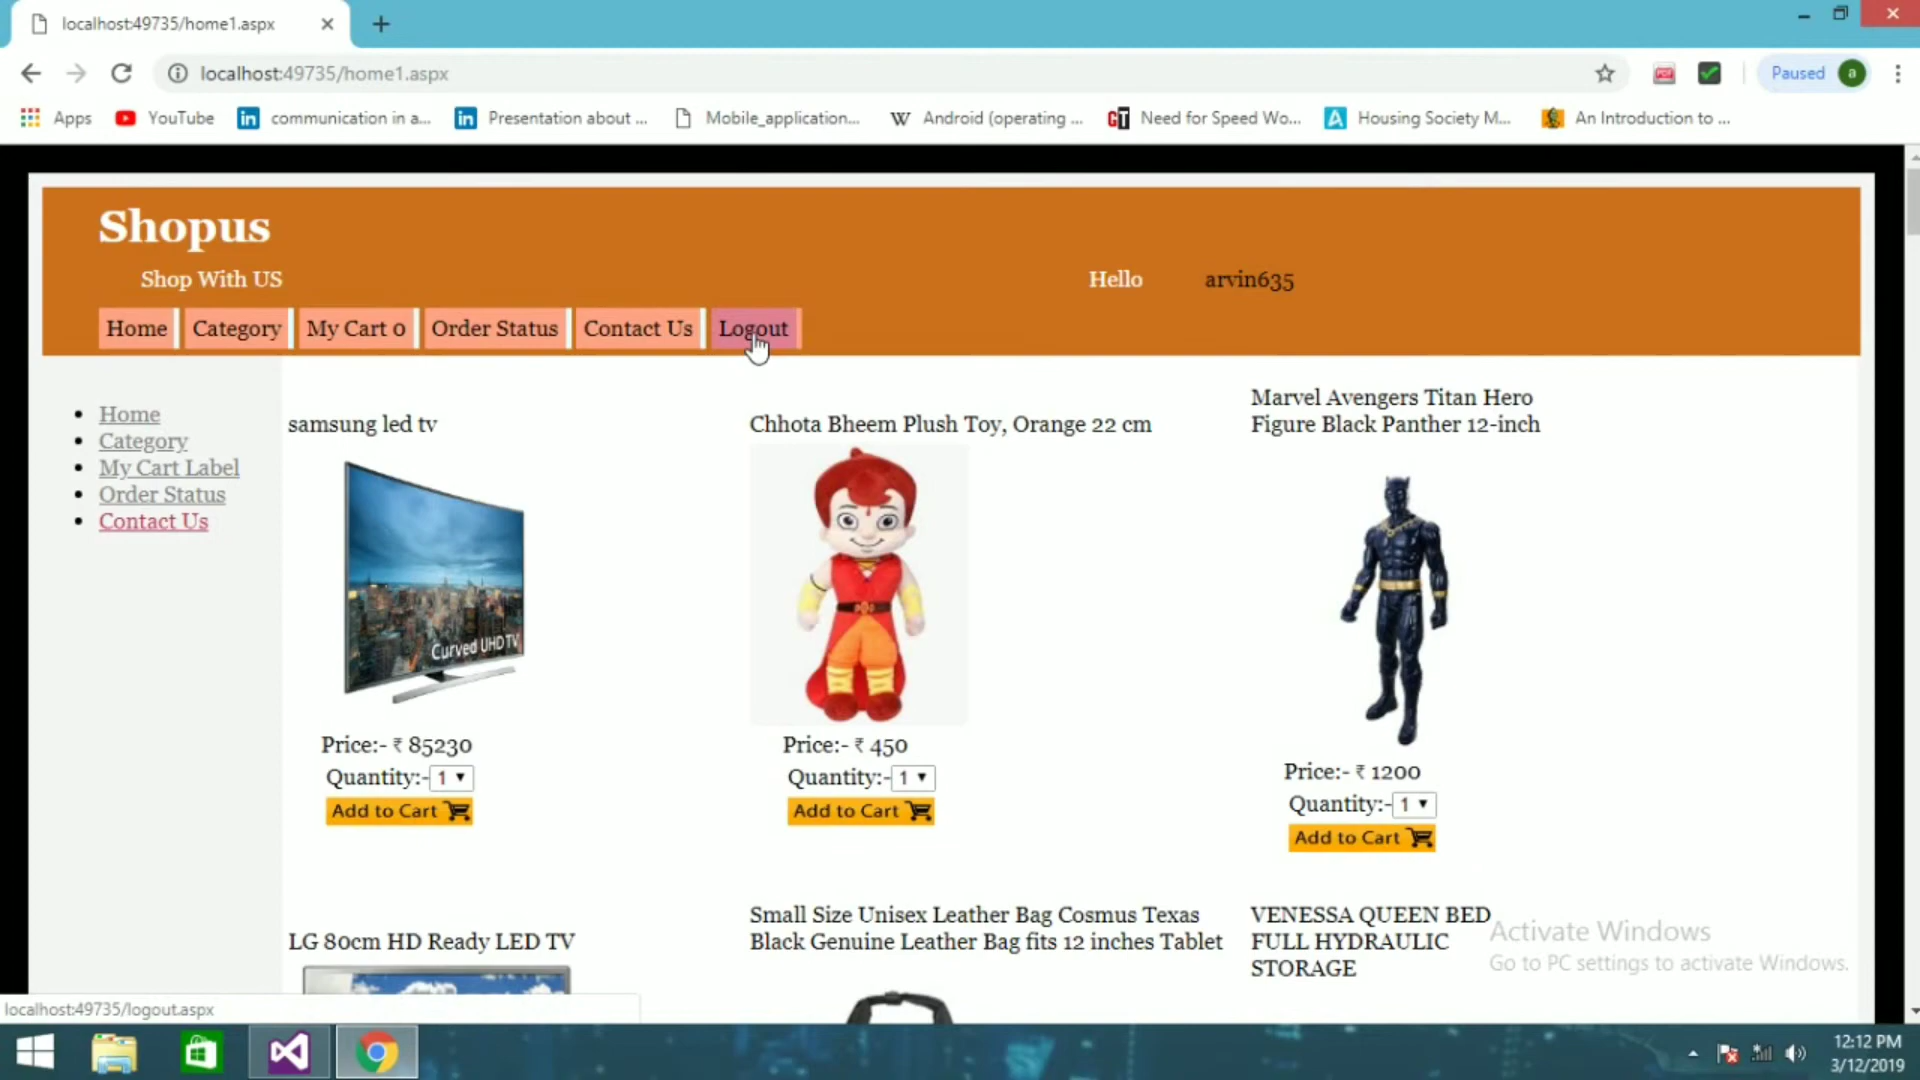 localhost:49735/home1.aspx
localhost:49735/home1.aspx
Paused a
Apps YouTube communication in a... Presentation about ... Mobile_application... Android (operating ... Need for Speed Wo... Housing Society M... An Introduction to ...
Shopus
Shop With US
Hello arvin635
Home Category My Cart 0 Order Status Contact Us Logout
Home
Category
My Cart Label
Order Status
Contact Us
samsung led tv
Curved UHD TV
Price:- ₹ 85230
Quantity:- 1
Add to Cart
Chhota Bheem Plush Toy, Orange 22 cm
Price:- ₹ 450
Quantity:- 1
Add to Cart
Marvel Avengers Titan Hero
Figure Black Panther 12-inch
Price:- ₹ 1200
Quantity:- 1
Add to Cart
LG 80cm HD Ready LED TV
Small Size Unisex Leather Bag Cosmus Texas
Black Genuine Leather Bag fits 12 inches Tablet
VENESSA QUEEN BED
FULL HYDRAULIC
STORAGE
Activate Windows
Go to PC settings to activate Windows.
localhost:49735/logout.aspx
12:12 PM
3/12/2019